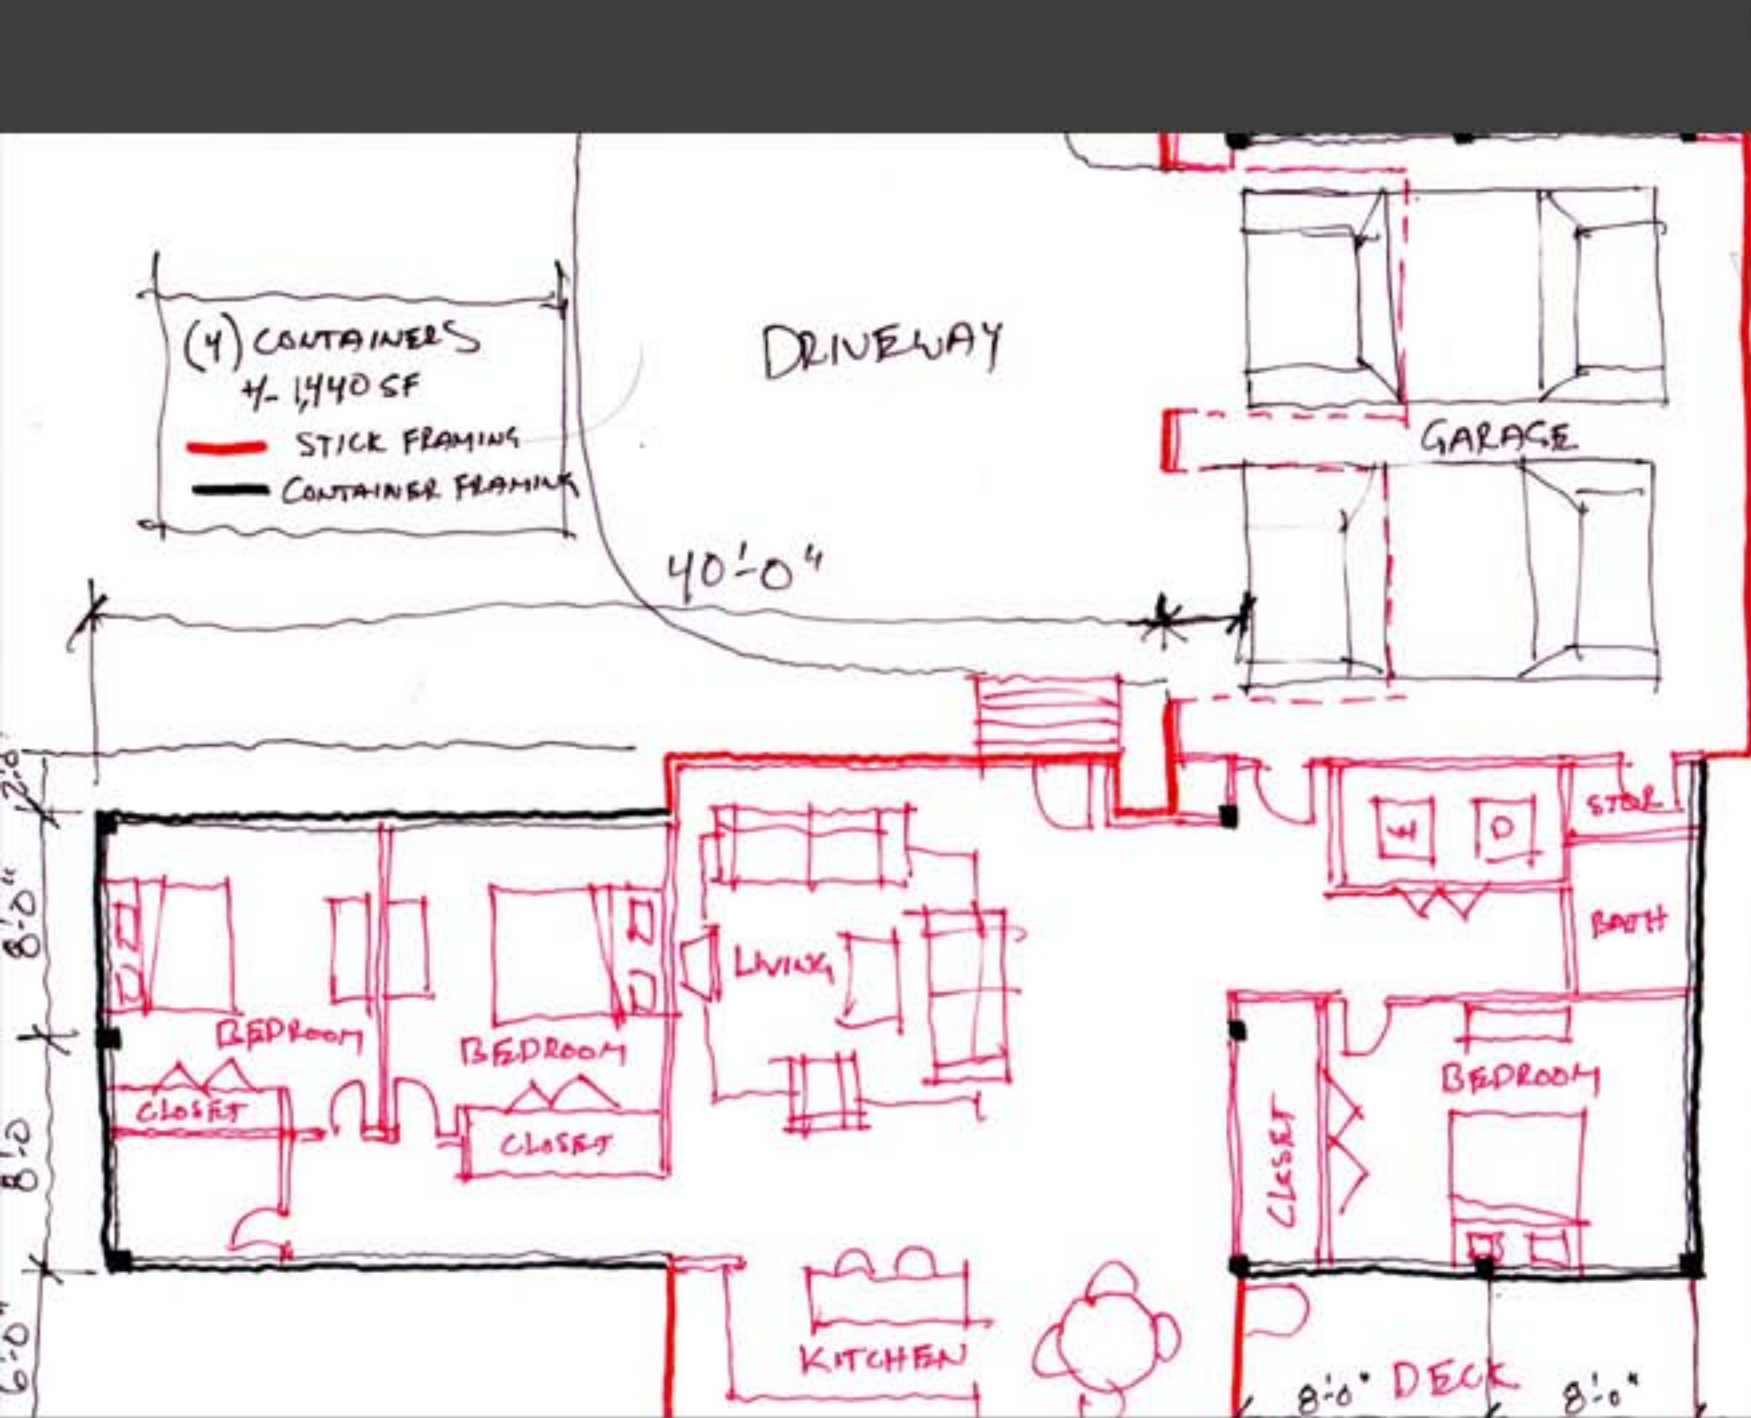 (4) CONTAINERS
+/- 1,440 SF
STICK FRAMING
CONTAINER FRAMING
DRIVEWAY
GARAGE
40'-0"
2'-0"
8'-0"
8'-0
6'-0"
W D STOR
BATH
LIVING
BEDROOM
BEDROOM
BEDROOM
CLOSET
CLOSET
CLOSET
KITCHEN
8'-0" DECK 8'-0"